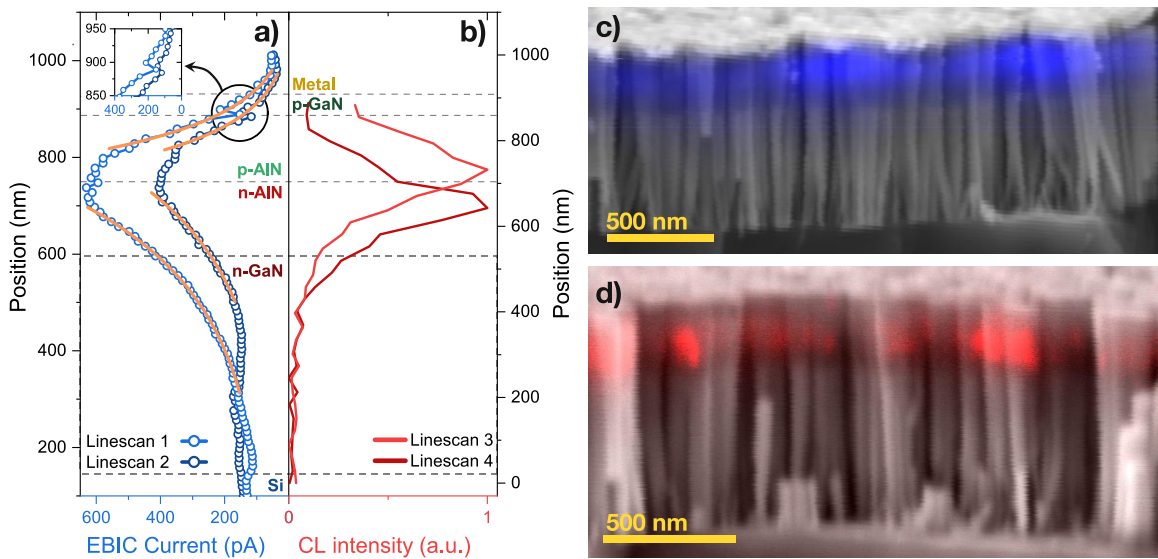 a)
b)
c)
d)
950
900
850
400
200
0
1000
800
600
400
200
Position (nm)
Metal
p-GaN
p-AlN
n-AlN
n-GaN
Si
Linescan 1
Linescan 2
Linescan 3
Linescan 4
600
400
200
0
1
EBIC Current (pA)
CL intensity (a.u.)
1000
800
600
400
200
0
Position (nm)
500 nm
500 nm